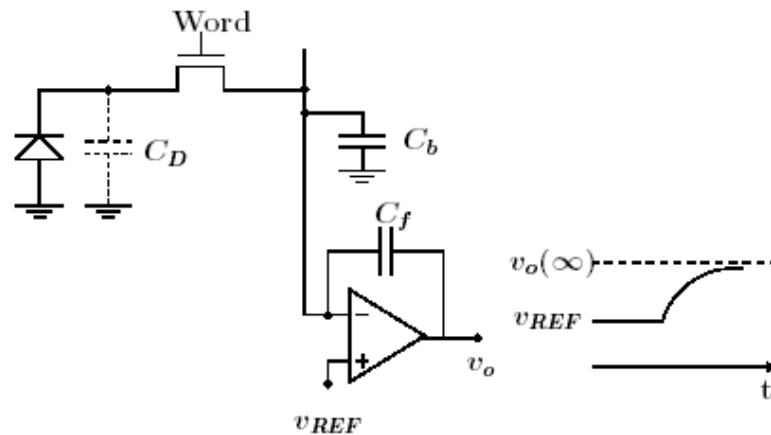 Word
C_D
C_b
C_f
v_o(∞)
v_REF
−
+
v_o
v_REF
t